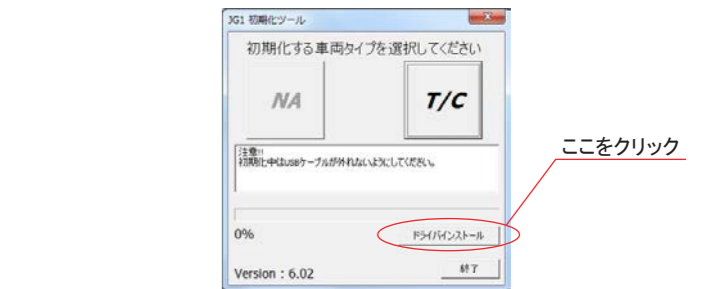 JG1 初期化ツール
初期化する車両タイプを選択してください
NA
T/C
注意!!
初期化中はusbケーブルが外れないようにしてください。
ここをクリック
0%
ドライバインストール
Version : 6.02
終了